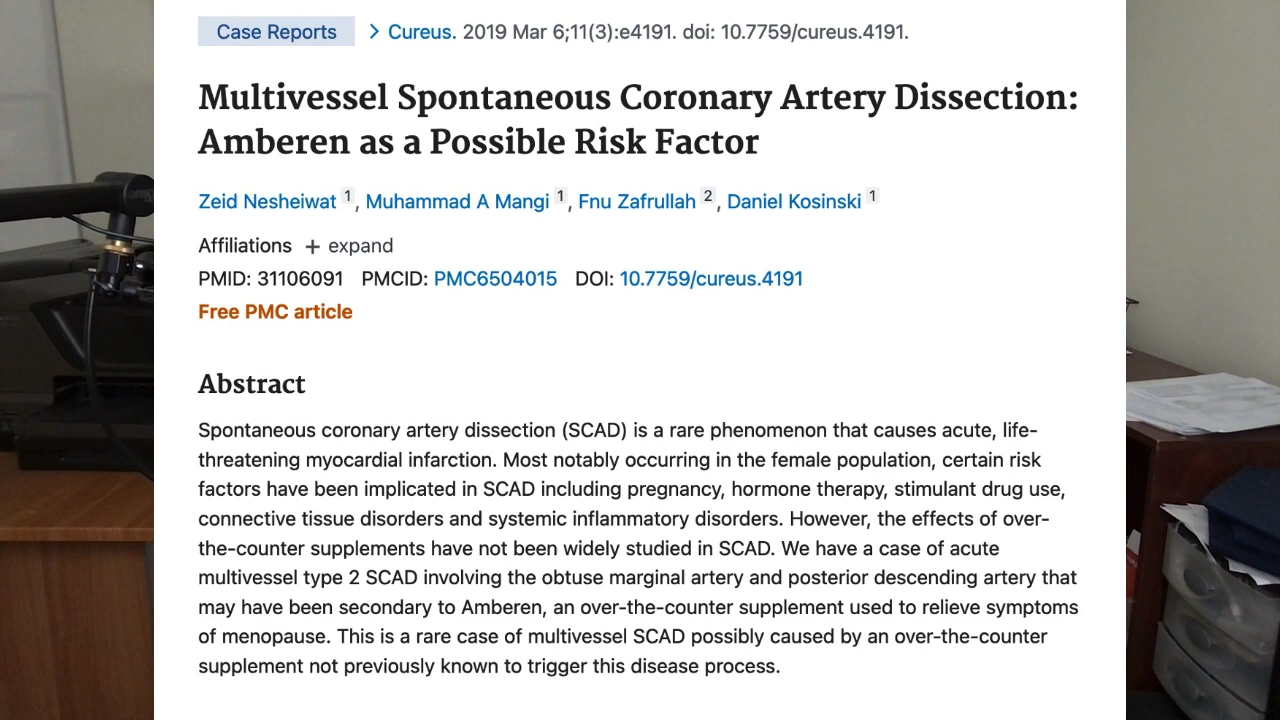 Case Reports > Cureus. 2019 Mar 6;11(3):e4191. doi: 10.7759/cureus.4191.
Multivessel Spontaneous Coronary Artery Dissection:
Amberen as a Possible Risk Factor
Zeid Nesheiwat 1, Muhammad A Mangi 1, Fnu Zafrullah 2, Daniel Kosinski 1
Affiliations + expand
PMID: 31106091 PMCID: PMC6504015 DOI: 10.7759/cureus.4191
Free PMC article
Abstract
Spontaneous coronary artery dissection (SCAD) is a rare phenomenon that causes acute, life-
threatening myocardial infarction. Most notably occurring in the female population, certain risk
factors have been implicated in SCAD including pregnancy, hormone therapy, stimulant drug use,
connective tissue disorders and systemic inflammatory disorders. However, the effects of over-
the-counter supplements have not been widely studied in SCAD. We have a case of acute
multivessel type 2 SCAD involving the obtuse marginal artery and posterior descending artery that
may have been secondary to Amberen, an over-the-counter supplement used to relieve symptoms
of menopause. This is a rare case of multivessel SCAD possibly caused by an over-the-counter
supplement not previously known to trigger this disease process.